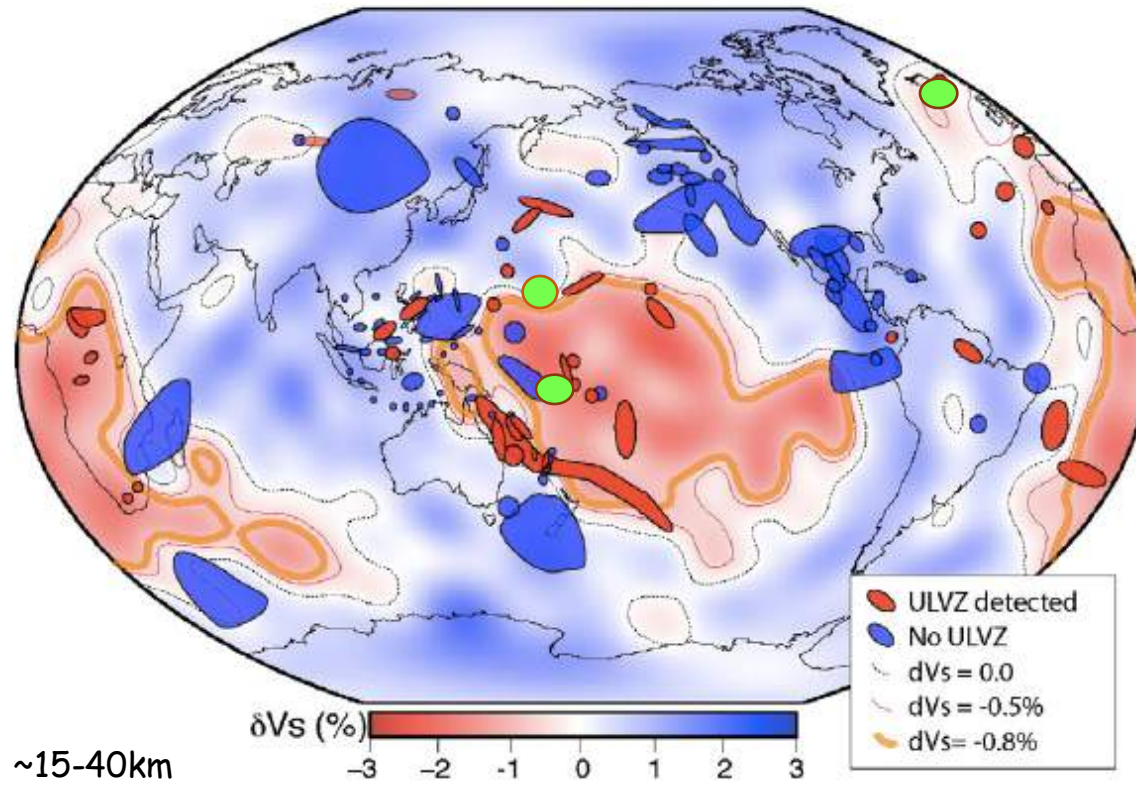 ULVZ detected
No ULVZ
dVs = 0.0
dVs = -0.5%
dVs= -0.8%
δVs (%)
−3 −2 -1 0 1 2 3
~15-40km